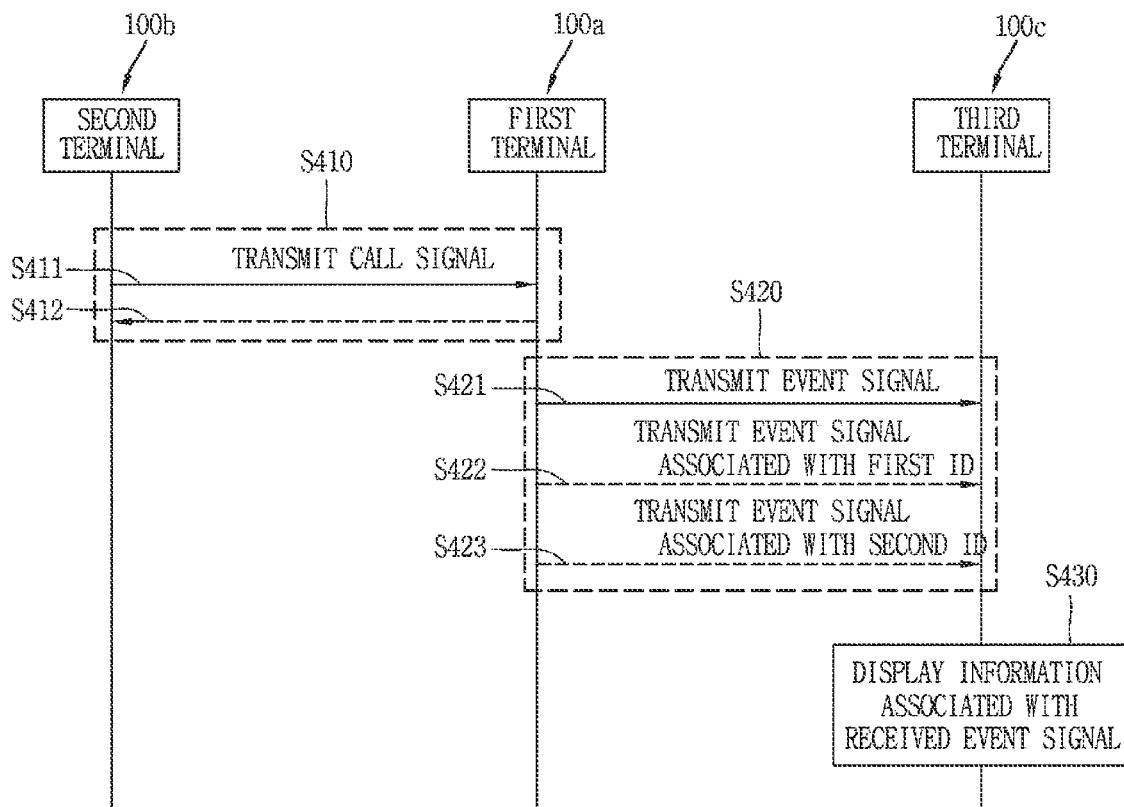 100b
100a
100c
SECOND
TERMINAL
FIRST
TERMINAL
THIRD
TERMINAL
S410
TRANSMIT CALL SIGNAL
S411
S412
S420
TRANSMIT EVENT SIGNAL
S421
TRANSMIT EVENT SIGNAL
ASSOCIATED WITH FIRST ID
S422
TRANSMIT EVENT SIGNAL
ASSOCIATED WITH SECOND ID
S423
S430
DISPLAY INFORMATION
ASSOCIATED WITH
RECEIVED EVENT SIGNAL